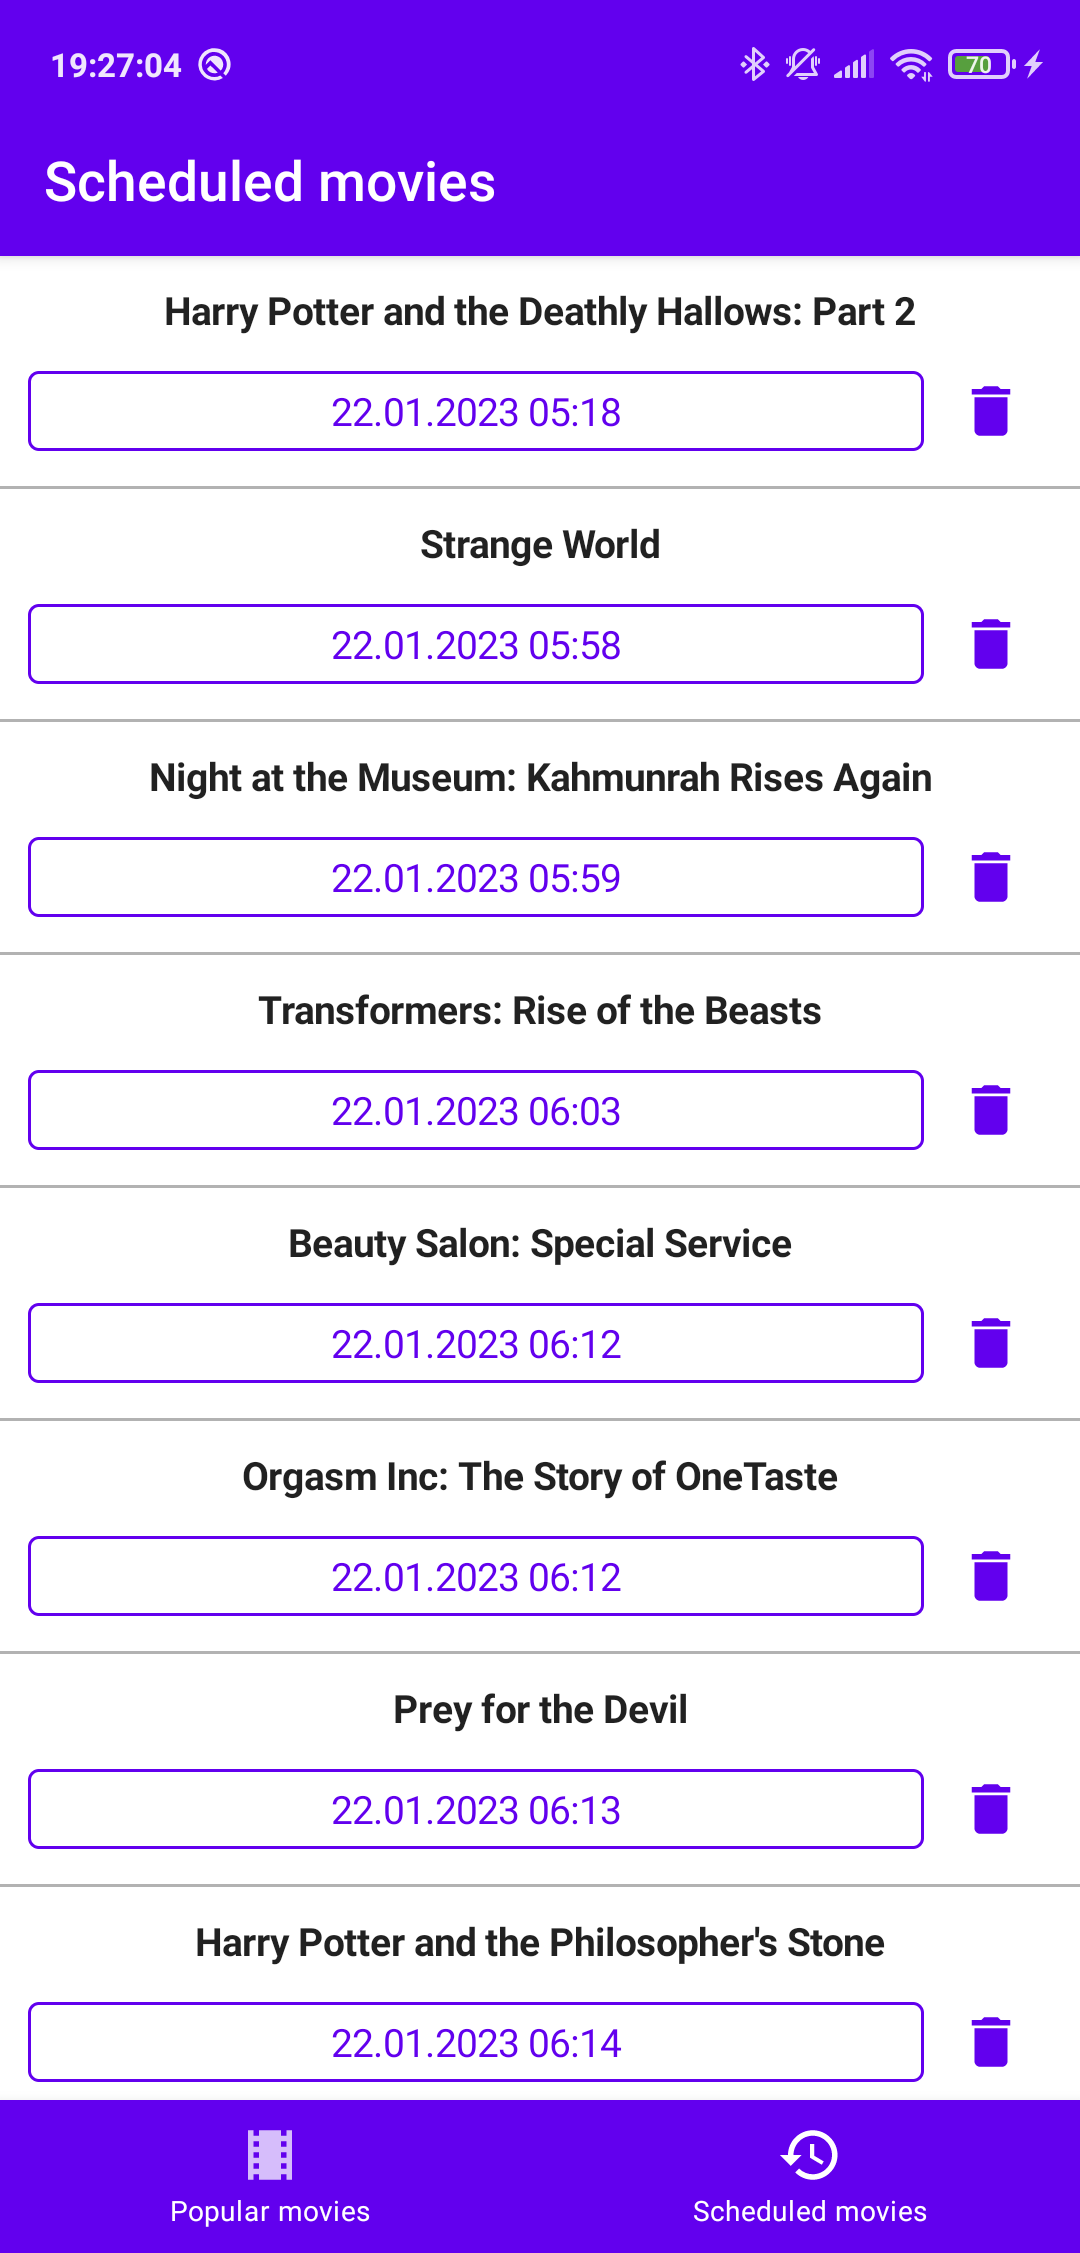 19:27:04
70
Scheduled movies
Harry Potter and the Deathly Hallows: Part 2
22.01.2023 05:18
Strange World
22.01.2023 05:58
Night at the Museum: Kahmunrah Rises Again
22.01.2023 05:59
Transformers: Rise of the Beasts
22.01.2023 06:03
Beauty Salon: Special Service
22.01.2023 06:12
Orgasm Inc: The Story of OneTaste
22.01.2023 06:12
Prey for the Devil
22.01.2023 06:13
Harry Potter and the Philosopher's Stone
22.01.2023 06:14
Popular movies
Scheduled movies